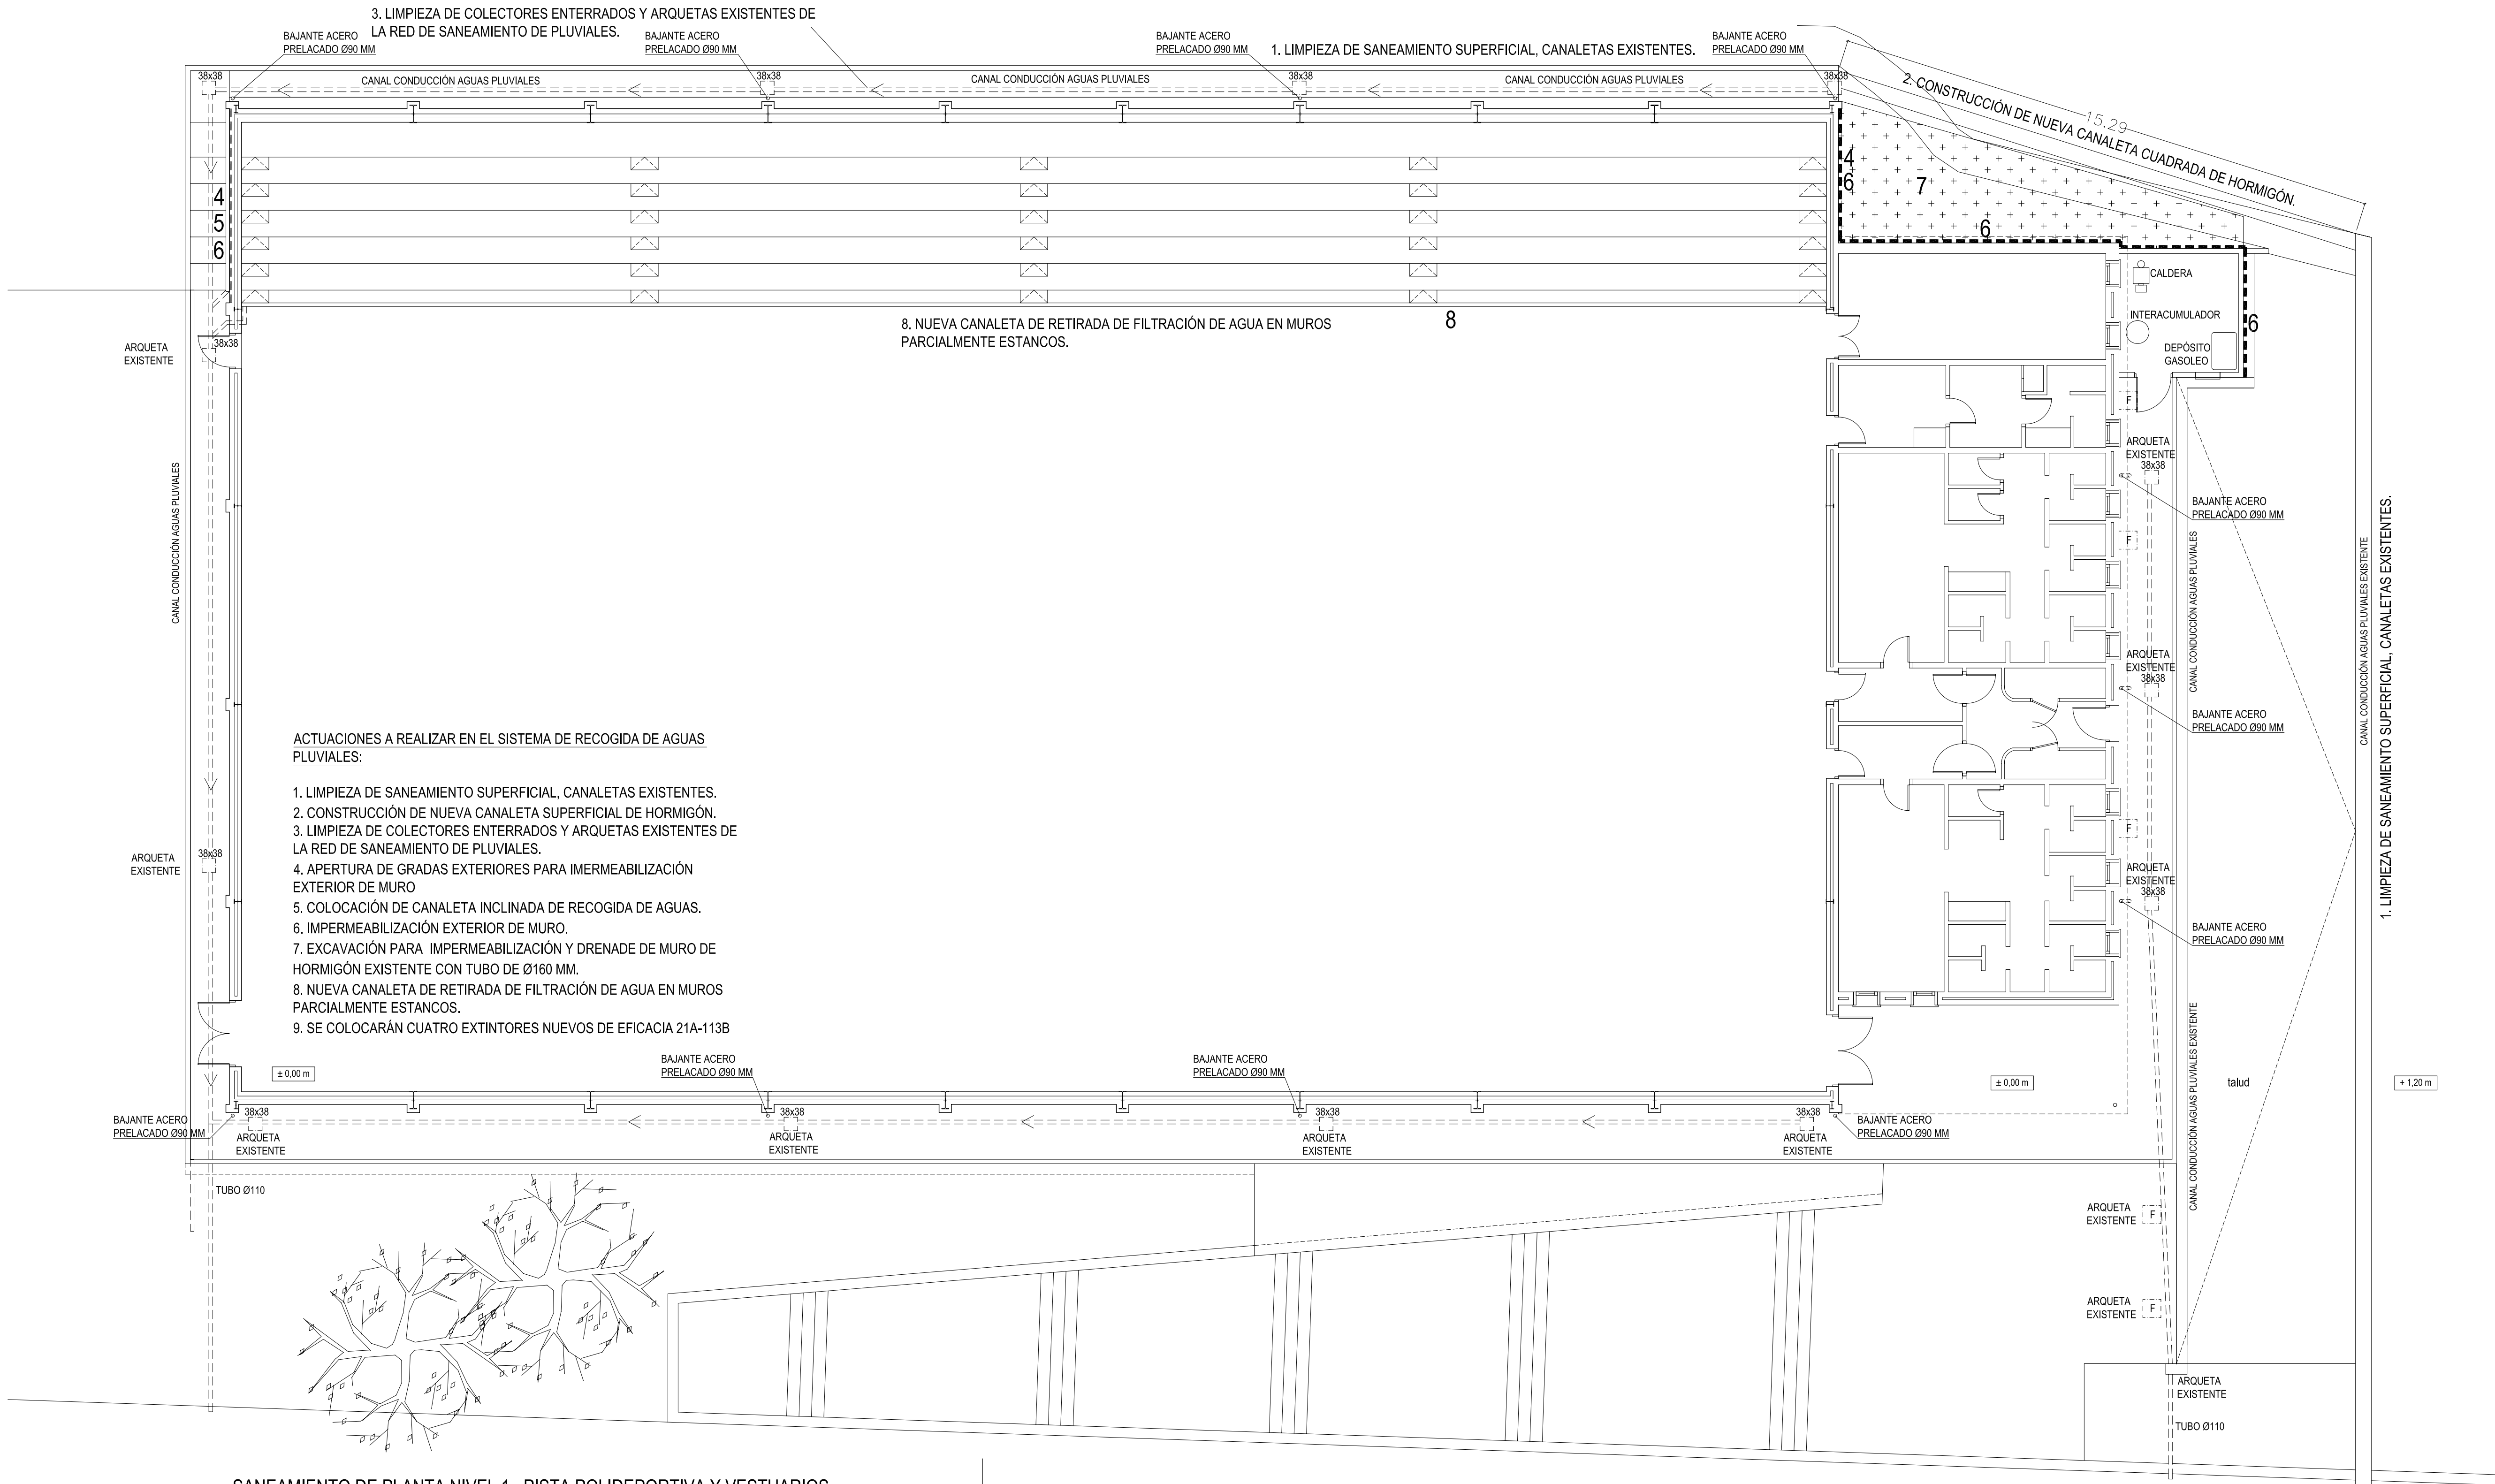 3. LIMPIEZA DE COLECTORES ENTERRADOS Y ARQUETAS EXISTENTES DE
LA RED DE SANEAMIENTO DE PLUVIALES.
BAJANTE ACERO
PRELACADO Ø90 MM
BAJANTE ACERO
PRELACADO Ø90 MM
BAJANTE ACERO
PRELACADO Ø90 MM
1. LIMPIEZA DE SANEAMIENTO SUPERFICIAL, CANALETAS EXISTENTES.
BAJANTE ACERO
PRELACADO Ø90 MM
38x38
CANAL CONDUCCIÓN AGUAS PLUVIALES
38x38
CANAL CONDUCCIÓN AGUAS PLUVIALES
38x38
CANAL CONDUCCIÓN AGUAS PLUVIALES
38x38
15.29
2. CONSTRUCCIÓN DE NUEVA CANALETA CUADRADA DE HORMIGÓN.
4
5
6
4
6
7
6
6
CALDERA
INTERACUMULADOR
DEPÓSITO
GASOLEO
8. NUEVA CANALETA DE RETIRADA DE FILTRACIÓN DE AGUA EN MUROS
PARCIALMENTE ESTANCOS.
8
ARQUETA
EXISTENTE
38x38
F
ARQUETA
EXISTENTE
38x38
BAJANTE ACERO
PRELACADO Ø90 MM
F
CANAL CONDUCCIÓN AGUAS PLUVIALES
CANAL CONDUCCIÓN AGUAS PLUVIALES
CANAL CONDUCCIÓN AGUAS PLUVIALES EXISTENTE
1. LIMPIEZA DE SANEAMIENTO SUPERFICIAL, CANALETAS EXISTENTES.
ARQUETA
EXISTENTE
38x38
BAJANTE ACERO
PRELACADO Ø90 MM
ACTUACIONES A REALIZAR EN EL SISTEMA DE RECOGIDA DE AGUAS
PLUVIALES:
1. LIMPIEZA DE SANEAMIENTO SUPERFICIAL, CANALETAS EXISTENTES.
2. CONSTRUCCIÓN DE NUEVA CANALETA SUPERFICIAL DE HORMIGÓN.
3. LIMPIEZA DE COLECTORES ENTERRADOS Y ARQUETAS EXISTENTES DE
LA RED DE SANEAMIENTO DE PLUVIALES.
4. APERTURA DE GRADAS EXTERIORES PARA IMERMEABILIZACIÓN
EXTERIOR DE MURO
5. COLOCACIÓN DE CANALETA INCLINADA DE RECOGIDA DE AGUAS.
6. IMPERMEABILIZACIÓN EXTERIOR DE MURO.
7. EXCAVACIÓN PARA IMPERMEABILIZACIÓN Y DRENADE DE MURO DE
HORMIGÓN EXISTENTE CON TUBO DE Ø160 MM.
8. NUEVA CANALETA DE RETIRADA DE FILTRACIÓN DE AGUA EN MUROS
PARCIALMENTE ESTANCOS.
9. SE COLOCARÁN CUATRO EXTINTORES NUEVOS DE EFICACIA 21A-113B
F
ARQUETA
EXISTENTE
38x38
ARQUETA
EXISTENTE
38x38
BAJANTE ACERO
PRELACADO Ø90 MM
CANAL CONDUCCIÓN AGUAS PLUVIALES EXISTENTE
± 0,00 m
BAJANTE ACERO
PRELACADO Ø90 MM
BAJANTE ACERO
PRELACADO Ø90 MM
± 0,00 m
talud
+ 1,20 m
BAJANTE ACERO
PRELACADO Ø90 MM
38x38
ARQUETA
EXISTENTE
38x38
ARQUETA
EXISTENTE
38x38
ARQUETA
EXISTENTE
38x38
ARQUETA
EXISTENTE
BAJANTE ACERO
PRELACADO Ø90 MM
TUBO Ø110
ARQUETA
EXISTENTE
F
ARQUETA
EXISTENTE
F
ARQUETA
EXISTENTE
TUBO Ø110
SANEAMIENTO DE PLANTA NIVEL 1 - PISTA POLIDEPORTIVA Y VESTUARIOS